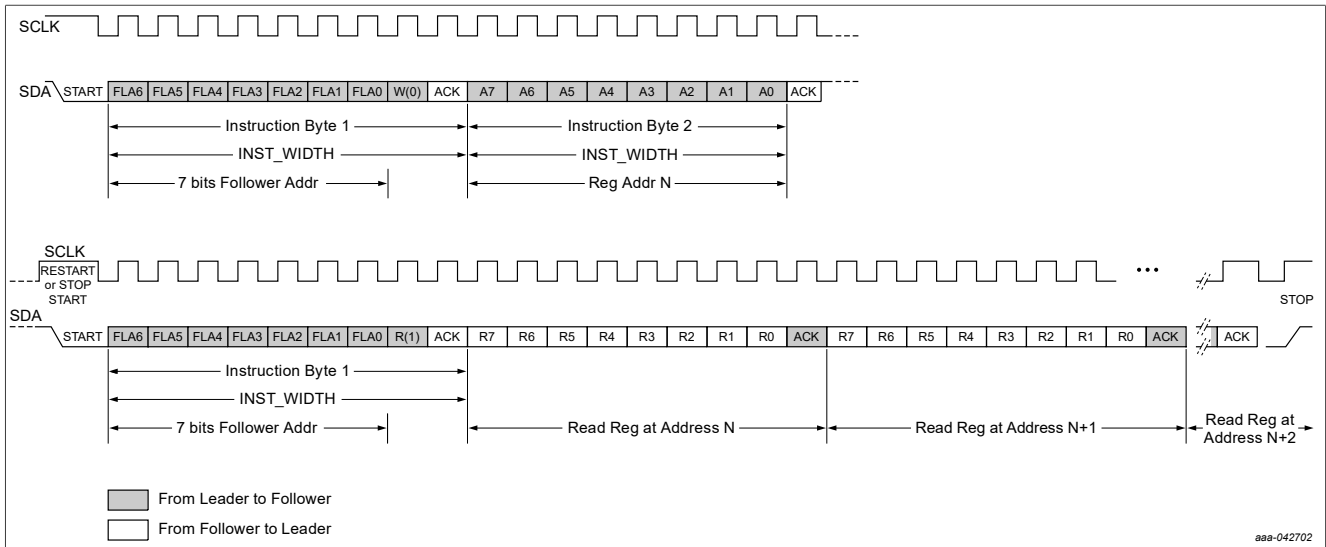 SCLK
SDA START FLA6 FLA5 FLA4 FLA3 FLA2 FLA1 FLA0 W(0) ACK A7 A6 A5 A4 A3 A2 A1 A0 ACK
Instruction Byte 1 Instruction Byte 2
INST_WIDTH INST_WIDTH
7 bits Follower Addr Reg Addr N
SCLK
RESTART
or STOP
START
STOP
SDA
START FLA6 FLA5 FLA4 FLA3 FLA2 FLA1 FLA0 R(1) ACK R7 R6 R5 R4 R3 R2 R1 R0 ACK R7 R6 R5 R4 R3 R2 R1 R0 ACK ACK
Instruction Byte 1
INST_WIDTH
7 bits Follower Addr Read Reg at Address N Read Reg at Address N+1 Read Reg at
Address N+2
From Leader to Follower
From Follower to Leader
aaa-042702